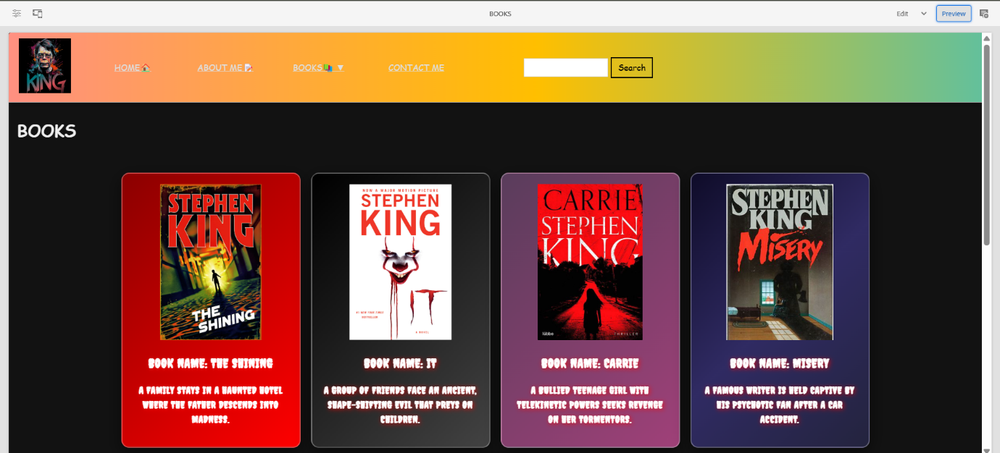 BOOKS
Edit
Preview
KING
HOME
ABOUT ME
BOOKS ▼
CONTACT ME
Search
BOOKS
STEPHEN
KING
THE
SHINING
BOOK NAME: THE SHINING
A FAMILY STAYS IN A HAUNTED HOTEL
WHERE THE FATHER DESCENDS INTO
MADNESS.
NOW A MAJOR MOTION PICTURE
STEPHEN
KING
IT
#1 NEW YORK TIMES
BESTSELLER
A NOVEL
BOOK NAME: IT
A GROUP OF FRIENDS FACE AN ANCIENT,
SHAPE-SHIFTING EVIL THAT PREYS ON
CHILDREN.
CARRIE
STEPHEN
KING
lübbe
THRILLER
BOOK NAME: CARRIE
A BULLIED TEENAGE GIRL WITH
TELEKINETIC POWERS SEEKS REVENGE
ON HER TORMENTORS.
STEPHEN
KING
MISERY
BOOK NAME: MISERY
A FAMOUS WRITER IS HELD CAPTIVE BY
HIS PSYCHOTIC FAN AFTER A CAR
ACCIDENT.